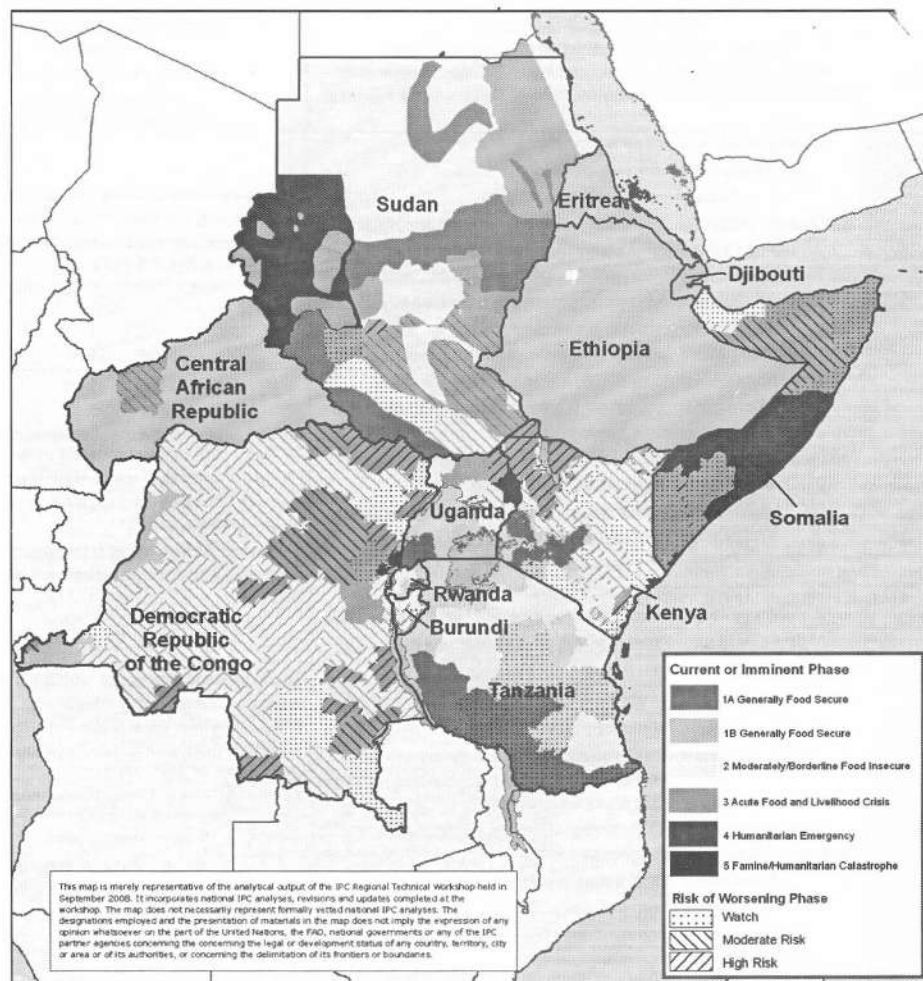 Sudan
Eritrea
Djibouti
Ethiopia
Central
African
Republic
Somalia
Uganda
Rwanda
Burundi
Kenya
Democratic
Republic
of the Congo
Tanzania
Current or Imminent Phase
1A Generally Food Secure
1B Generally Food Secure
2 Moderately/Borderline Food Insecure
3 Acute Food and Livelihood Crisis
4 Humanitarian Emergency
5 Famine/Humanitarian Catastrophe
Risk of Worsening Phase
Watch
Moderate Risk
High Risk
This map is merely representative of the analytical output of the IPC Regional Technical Workshop held in
September 2008. It incorporates national IPC analyses, revisions and updates completed at the
workshop. The map does not necessarily represent formally vetted national IPC analyses. The
designations employed and the presentation of materials in the map does not imply the expression of any
opinion whatsoever on the part of the United Nations, the FAO, national governments or any of the IPC
partner agencies concerning the concerning the legal or development status of any country, territory, city
or area or of its authorities, or concerning the delimitation of its frontiers or boundaries.